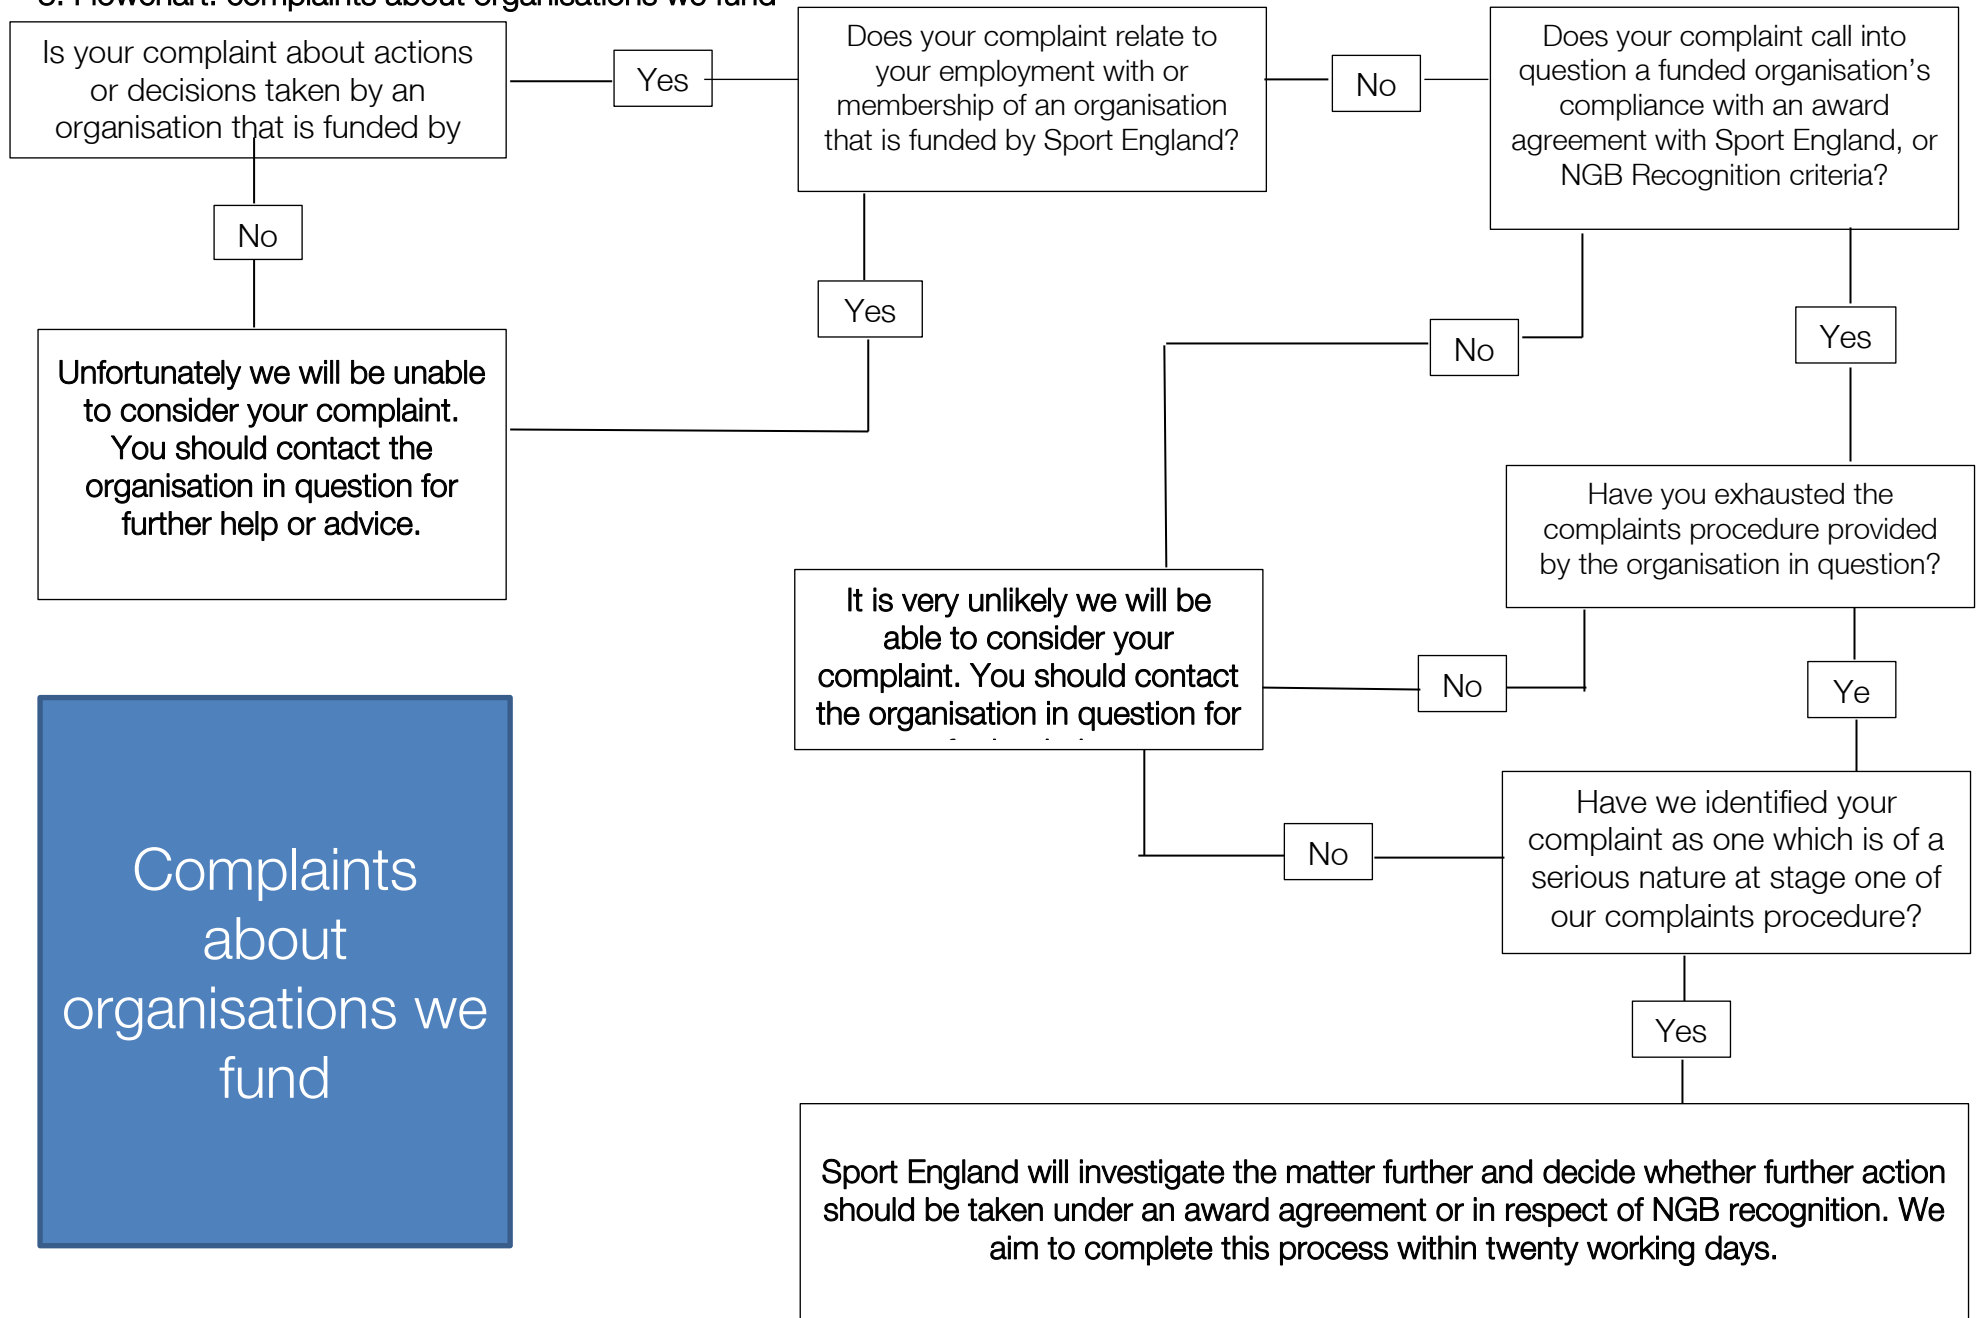 Flowchart: complaints about organisations we fund
Is your complaint about actions
or decisions taken by an
organisation that is funded by
Yes
Does your complaint relate to
your employment with or
membership of an organisation
that is funded by Sport England?
No
Does your complaint call into
question a funded organisation’s
compliance with an award
agreement with Sport England, or
NGB Recognition criteria?
No
Yes
No
Yes
Unfortunately we will be unable
to consider your complaint.
You should contact the
organisation in question for
further help or advice.
Have you exhausted the
complaints procedure provided
by the organisation in question?
It is very unlikely we will be
able to consider your
complaint. You should contact
the organisation in question for
No
Ye
Have we identified your
complaint as one which is of a
serious nature at stage one of
our complaints procedure?
No
Complaints
about
organisations we
fund
Yes
Sport England will investigate the matter further and decide whether further action
should be taken under an award agreement or in respect of NGB recognition. We
aim to complete this process within twenty working days.